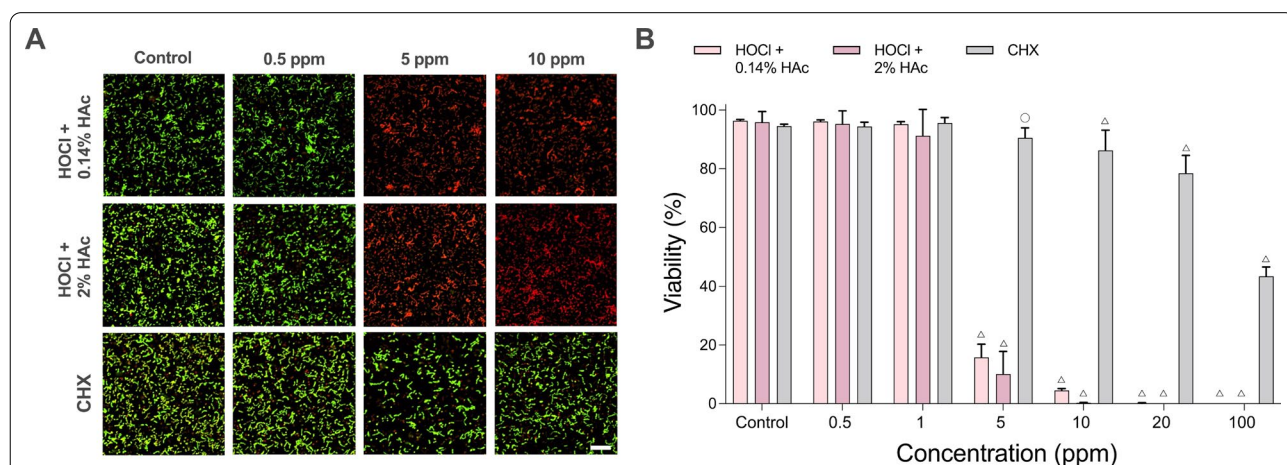 A
Control
0.5 ppm
5 ppm
10 ppm
HOCl +
0.14% HAc
HOCl +
2% HAc
CHX
B
HOCl +
0.14% HAc
HOCl +
2% HAc
CHX
Viability (%)
100
80
60
40
20
0
Control
0.5
1
5
10
20
100
Concentration (ppm)